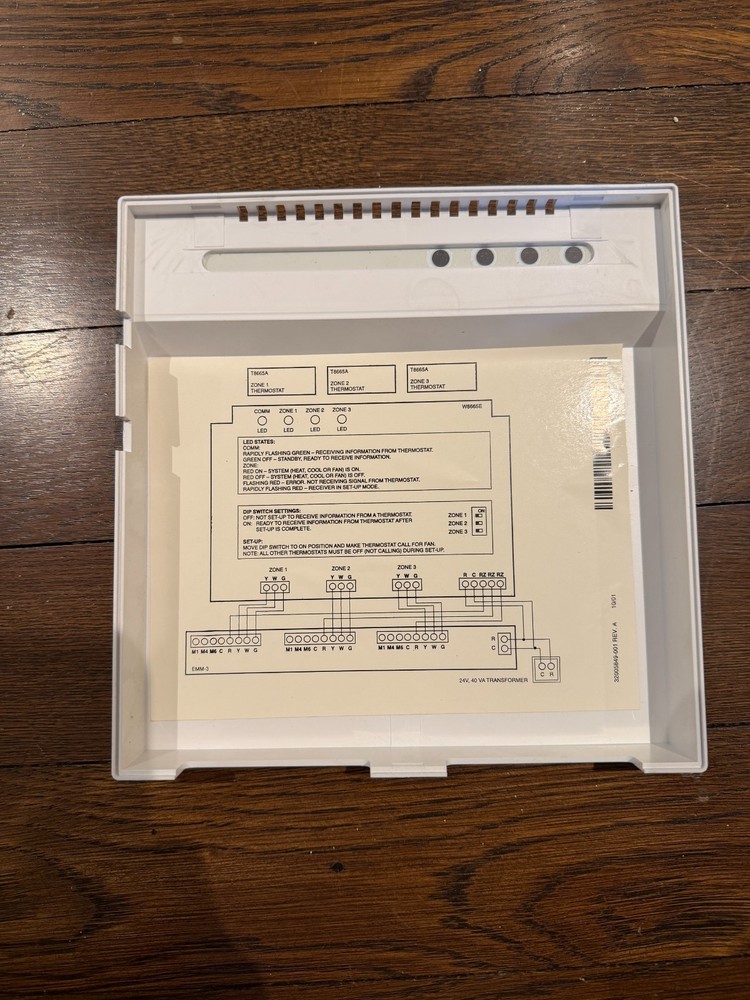 T8665A
ZONE 1
THERMOSTAT
T8665A
ZONE 2
THERMOSTAT
T8665A
ZONE 3
THERMOSTAT
W8665E
COMM ZONE 1 ZONE 2 ZONE 3
LED LED LED LED
LED STATES:
COMM:
RAPIDLY FLASHING GREEN – RECEIVING INFORMATION FROM THERMOSTAT.
GREEN OFF – STANDBY, READY TO RECEIVE INFORMATION.
ZONE:
RED ON – SYSTEM (HEAT, COOL OR FAN) IS ON.
RED OFF – SYSTEM (HEAT, COOL OR FAN) IS OFF.
FLASHING RED – ERROR. NOT RECEIVING SIGNAL FROM THERMOSTAT.
RAPIDLY FLASHING RED – RECEIVER IN SET-UP MODE.
DIP SWITCH SETTINGS:
OFF: NOT SET-UP TO RECEIVE INFORMATION FROM A THERMOSTAT.
ON: READY TO RECEIVE INFORMATION FROM THERMOSTAT AFTER
SET-UP IS COMPLETE.
SET-UP:
MOVE DIP SWITCH TO ON POSITION AND MAKE THERMOSTAT CALL FOR FAN.
NOTE: ALL OTHER THERMOSTATS MUST BE OFF (NOT CALLING) DURING SET-UP.
ON
ZONE 1
ZONE 2
ZONE 3
ZONE 1 ZONE 2 ZONE 3
Y W G Y W G Y W G R C RZ RZ RZ
M1 M4 M6 C R Y W G M1 M4 M6 C R Y W G M1 M4 M6 C R Y W G
R
C
EMM-3
C R
24V, 40 VA TRANSFORMER
32005849-001 REV. A 10/01